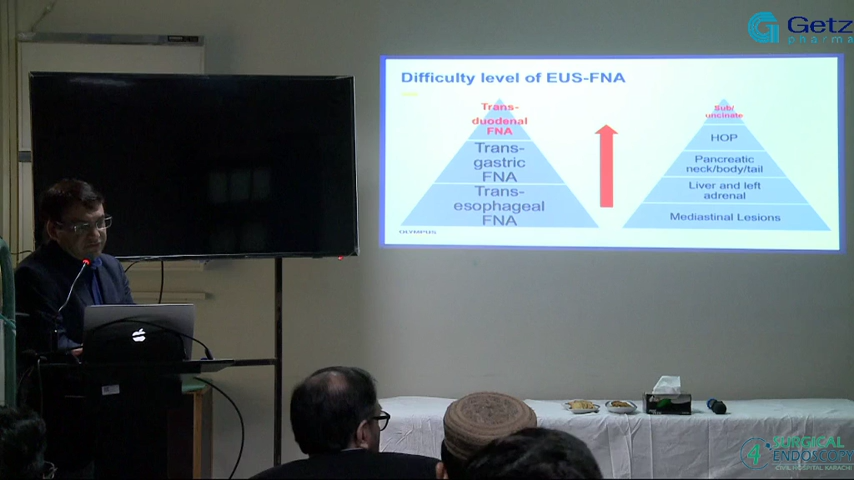 Getz
pharma
Difficulty level of EUS-FNA
Trans-
duodenal
FNA
Trans-
gastric
FNA
Trans-
esophageal
FNA
Sub/
uncinate
HOP
Pancreatic
neck/body/tail
Liver and left
adrenal
Mediastinal Lesions
OLYMPUS
SURGICAL
ENDOSCOPY
CIVIL HOSPITAL KARACHI